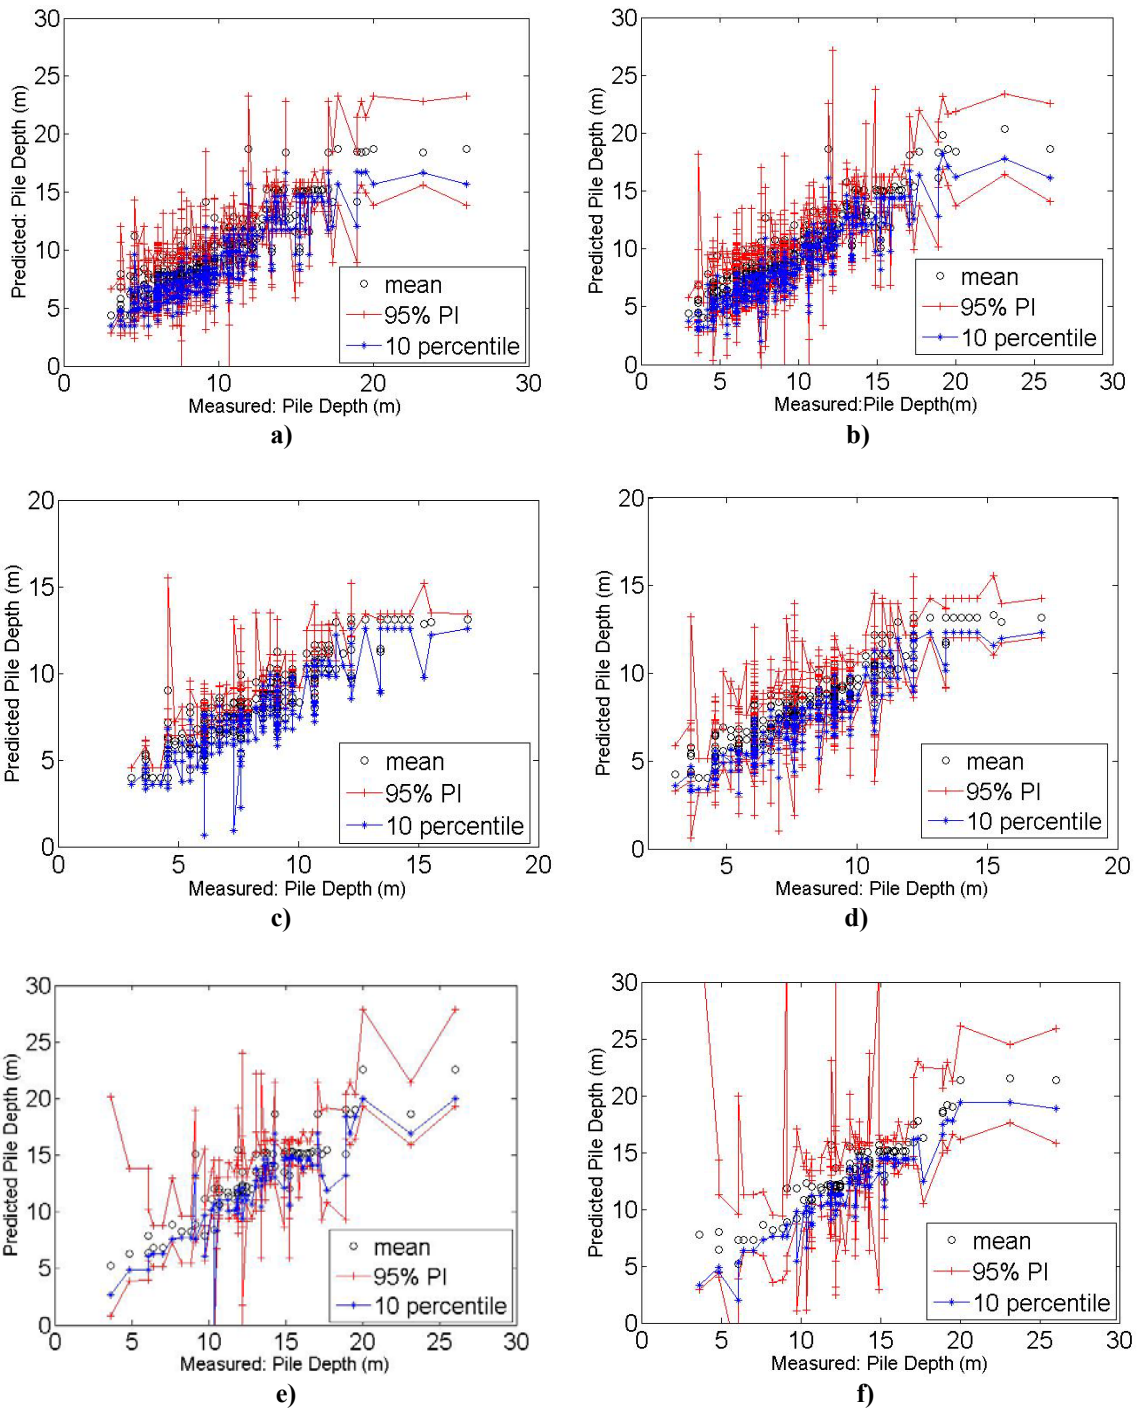 30
25
20
15
10
5
0
Predicted: Pile Depth (m)
mean
95% PI
10 percentile
0 10 20 30
Measured: Pile Depth (m)
a)
30
25
20
15
10
5
0
Predicted Pile Depth (m)
mean
95% PI
10 percentile
0 5 10 15 20 25 30
Measured:Pile Depth(m)
b)
20
15
10
5
0
Predicted Pile Depth (m)
mean
95% PI
10 percentile
0 5 10 15 20
Measured: Pile Depth (m)
c)
20
15
10
5
0
Predicted Pile Depth (m)
mean
95% PI
10 percentile
5 10 15 20
Measured: Pile Depth (m)
d)
30
25
20
15
10
5
0
Predicted Pile Depth (m)
mean
95% PI
10 percentile
0 5 10 15 20 25 30
Measured: Pile Depth (m)
e)
30
25
20
15
10
5
0
Predicted Pile Depth (m)
mean
95% PI
10 percentile
0 5 10 15 20 25 30
Measured: Pile Depth (m)
f)